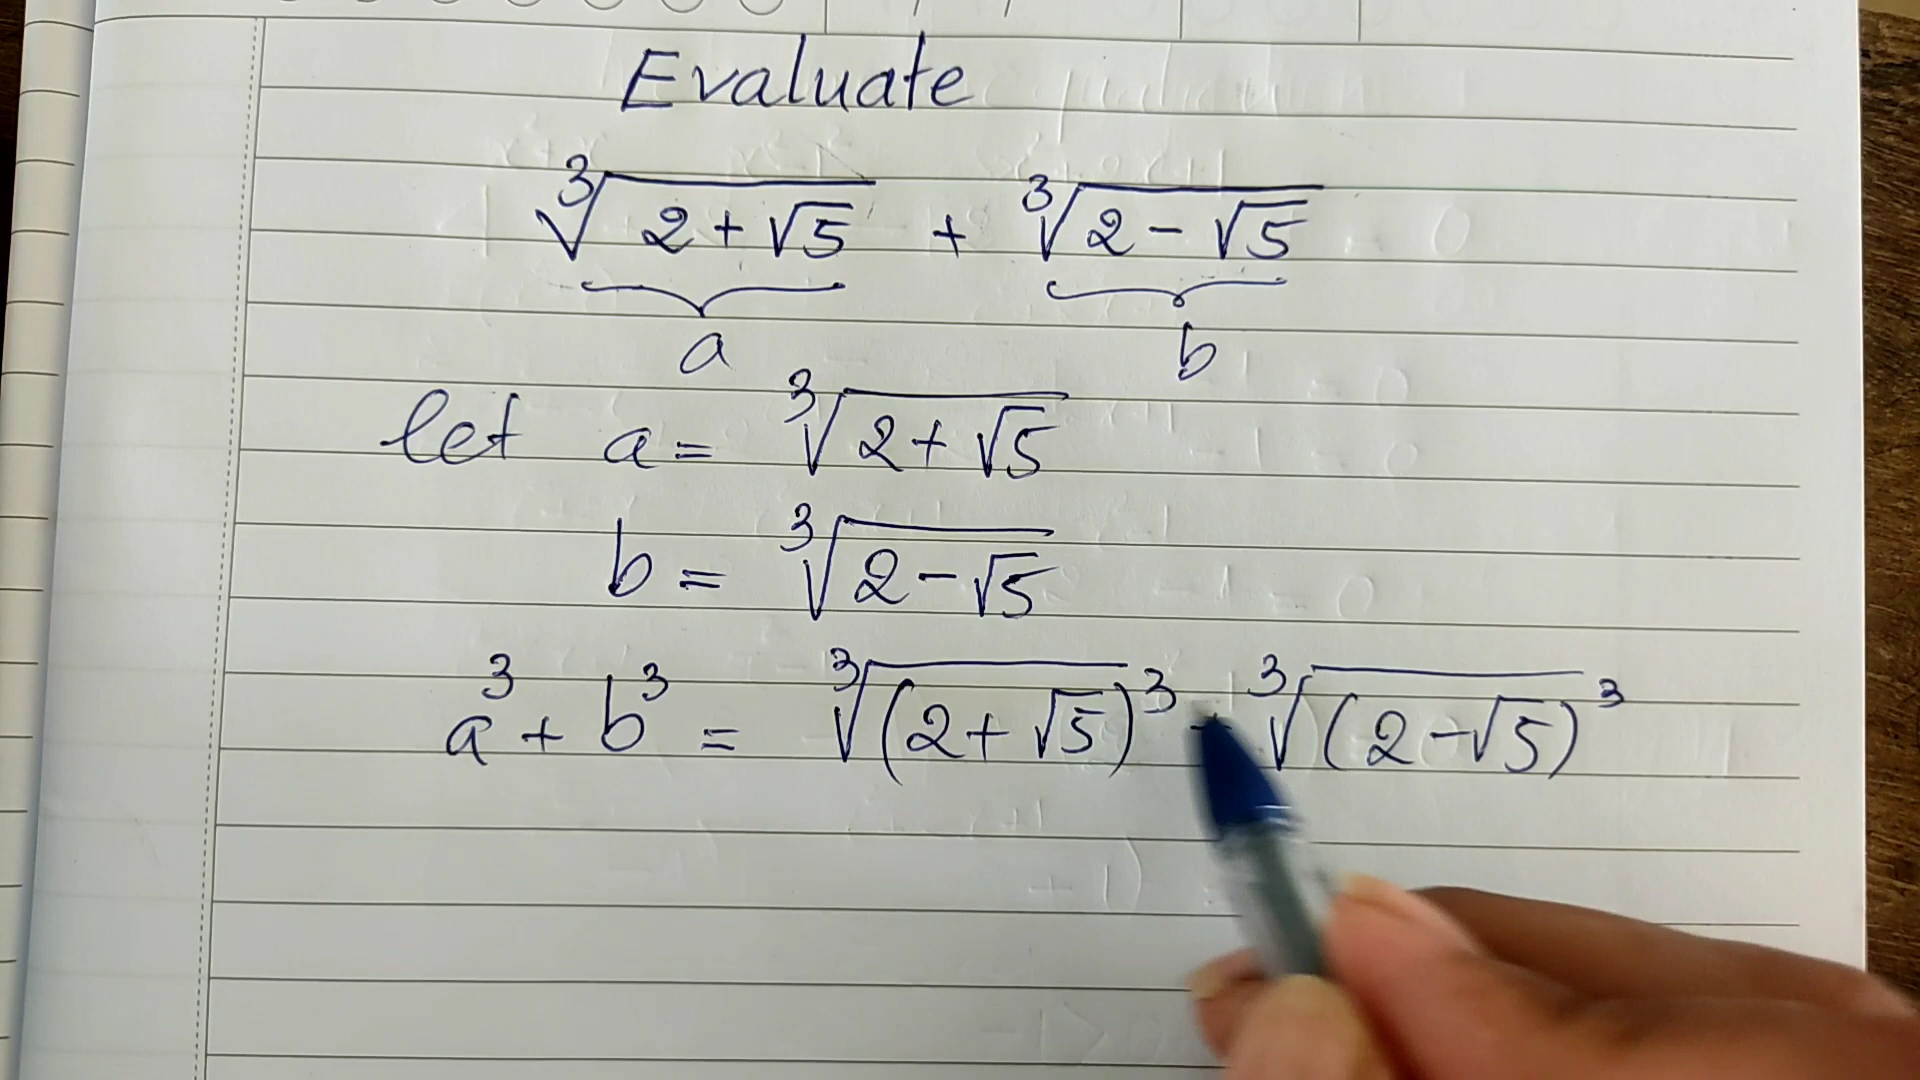 Evaluate
∛(2 + √5) + ∛(2 - √5)
a b
let a = ∛(2 + √5)
b = ∛(2 - √5)
a³ + b³ = ∛(2 + √5)³ + ∛(2 - √5)³